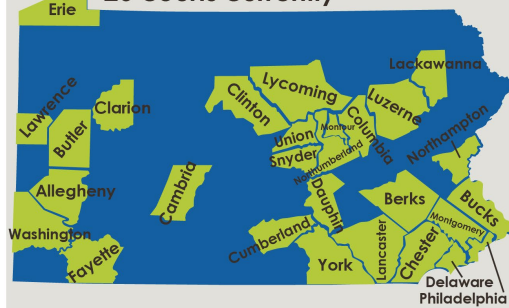 Erie
Lackawanna
Lycoming
Clinton
Luzerne
Clarion
Lawrence
Butler
Union
Montour
Columbia
Northampton
Snyder
Northumberland
Allegheny
Cambria
Dauphin
Berks
Bucks
Montgomery
Washington
Fayette
Cumberland
York
Lancaster
Chester
Delaware
Philadelphia